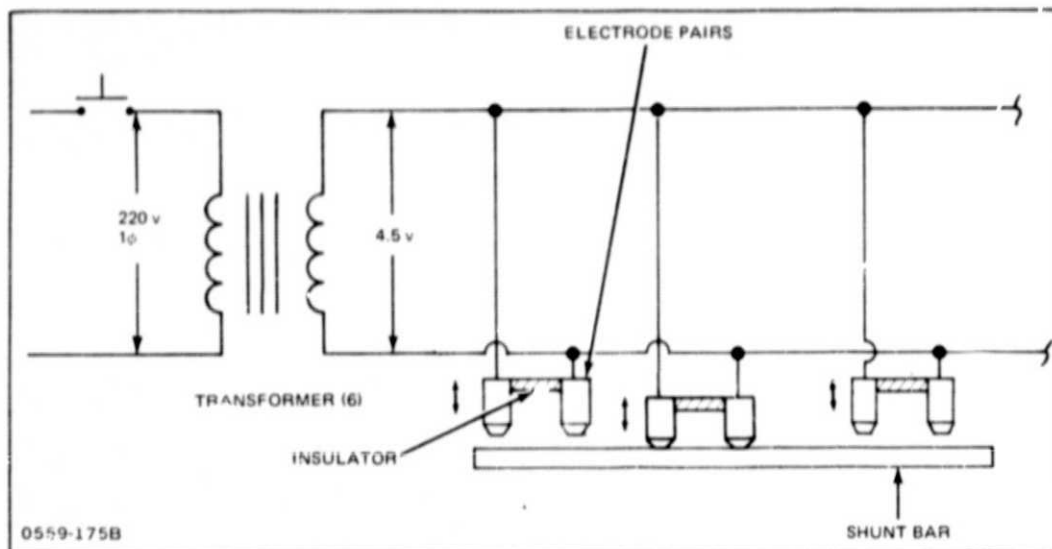 ELECTRODE PAIRS
220 v
1ϕ
4.5 v
TRANSFORMER (6)
INSULATOR
0559-175B
SHUNT BAR